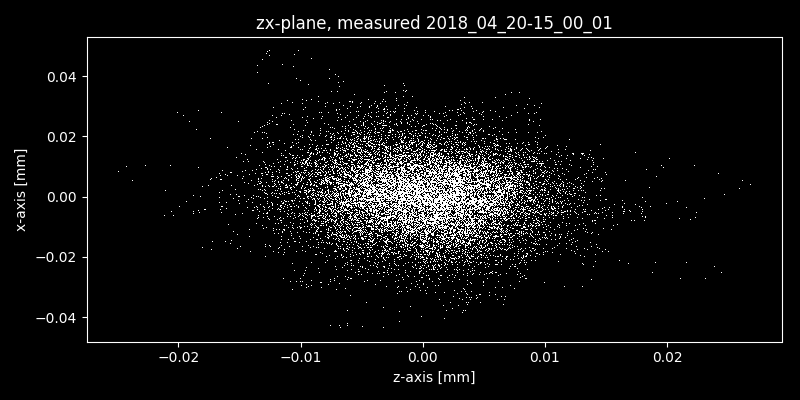 zx-plane, measured 2018_04_20-15_00_01
0.04
0.02
0.00
−0.02
−0.04
x-axis [mm]
−0.02 −0.01 0.00 0.01 0.02
z-axis [mm]